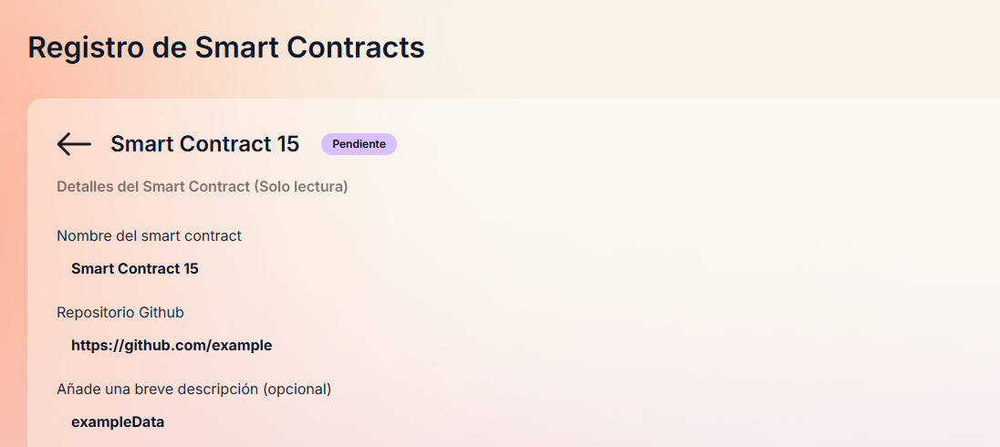 Registro de Smart Contracts
Smart Contract 15 Pendiente
Detalles del Smart Contract (Solo lectura)
Nombre del smart contract
Smart Contract 15
Repositorio Github
https://github.com/example
Añade una breve descripción (opcional)
exampleData